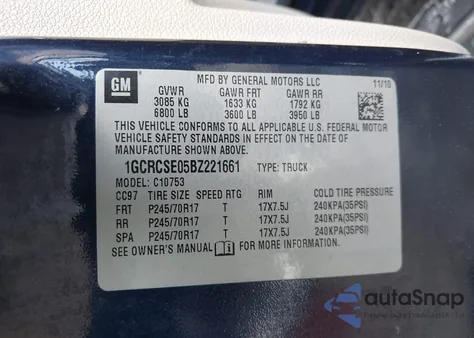 GM
MFD BY GENERAL MOTORS LLC
11/10
GVWR GAWR FRT GAWR RR
3085 KG 1633 KG 1792 KG
6800 LB 3600 LB 3950 LB
THIS VEHICLE CONFORMS TO ALL APPLICABLE U.S. FEDERAL MOTOR
VEHICLE SAFETY STANDARDS IN EFFECT ON THE DATE OF
MANUFACTURE SHOWN ABOVE.
1GCRCSE05BZ221661 TYPE: TRUCK
MODEL: C10753
CC97 TIRE SIZE SPEED RTG RIM COLD TIRE PRESSURE
FRT P245/70R17 T 17X7.5J 240KPA(35PSI)
RR P245/70R17 T 17X7.5J 240KPA(35PSI)
SPA P245/70R17 T 17X7.5J 240KPA(35PSI)
SEE OWNER'S MANUAL FOR MORE INFORMATION.
autoSnap